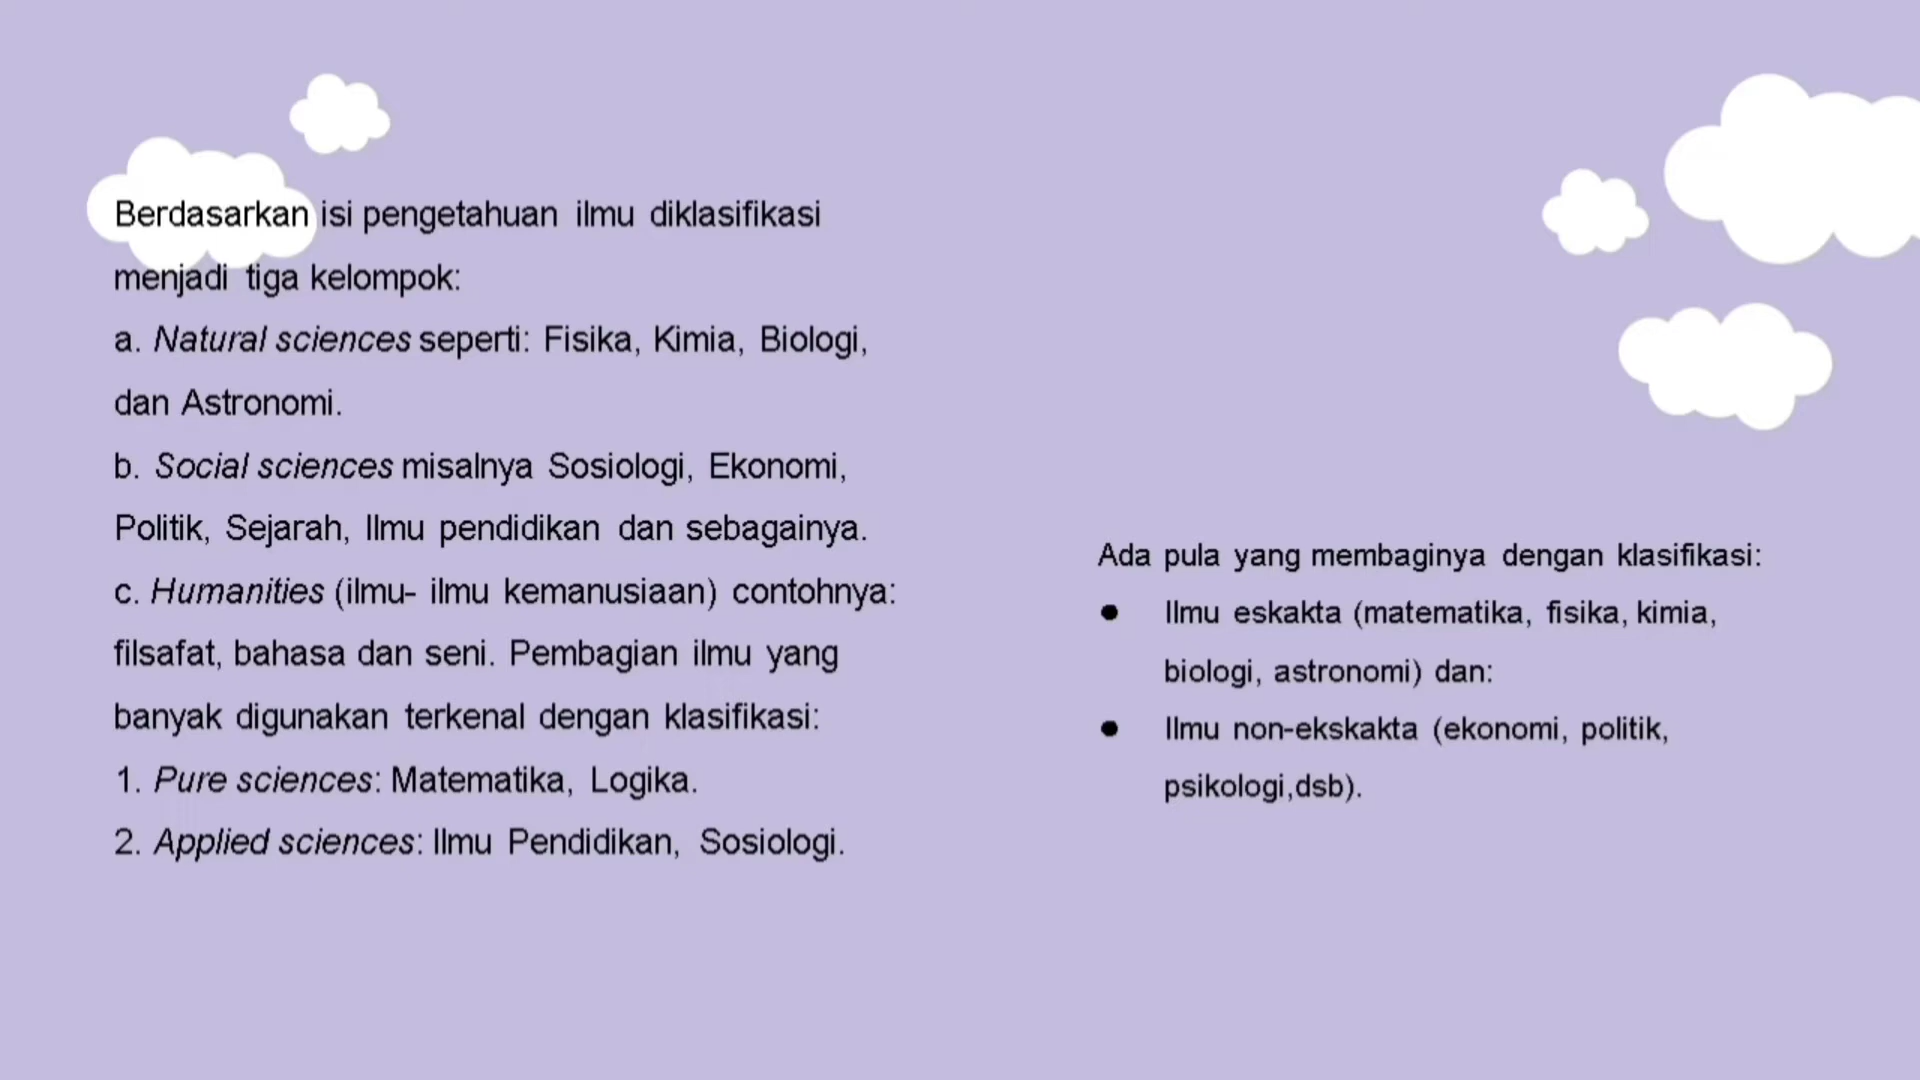 Berdasarkan isi pengetahuan ilmu diklasifikasi
menjadi tiga kelompok:
a. Natural sciences seperti: Fisika, Kimia, Biologi,
dan Astronomi.
b. Social sciences misalnya Sosiologi, Ekonomi,
Politik, Sejarah, Ilmu pendidikan dan sebagainya.
c. Humanities (ilmu- ilmu kemanusiaan) contohnya:
filsafat, bahasa dan seni. Pembagian ilmu yang
banyak digunakan terkenal dengan klasifikasi:
1. Pure sciences: Matematika, Logika.
2. Applied sciences: Ilmu Pendidikan, Sosiologi.
Ada pula yang membaginya dengan klasifikasi:
● Ilmu eskakta (matematika, fisika, kimia,
biologi, astronomi) dan:
● Ilmu non-ekskakta (ekonomi, politik,
psikologi,dsb).